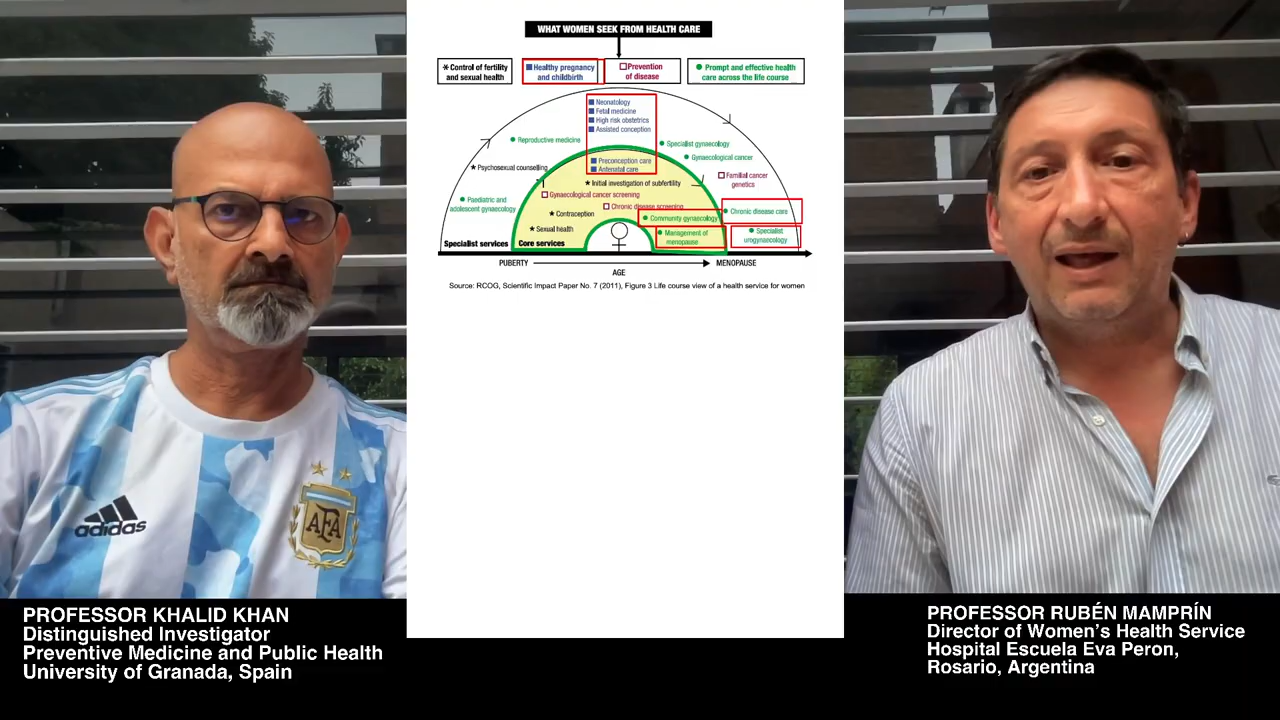 WHAT WOMEN SEEK FROM HEALTH CARE
Control of fertility
and sexual health
Healthy pregnancy
and childbirth
Prevention
of disease
Prompt and effective health
care across the life course
Neonatology
Fetal medicine
High risk obstetrics
Assisted conception
Reproductive medicine
Specialist gynaecology
Gynaecological cancer
Psychosexual counselling
Preconception care
Antenatal care
Familial cancer
genetics
Initial investigation of subfertility
Gynaecological cancer screening
Paediatric and
adolescent gynaecology
Chronic disease screening
Chronic disease care
Contraception
Community gynaecology
Sexual health
Management of
menopause
Specialist
urogynaecology
Specialist services
Core services
PUBERTY
MENOPAUSE
AGE
Source: RCOG, Scientific Impact Paper No. 7 (2011), Figure 3 Life course view of a health service for women
adidas
AFA
PROFESSOR KHALID KHAN
Distinguished Investigator
Preventive Medicine and Public Health
University of Granada, Spain
PROFESSOR RUBÉN MAMPRÍN
Director of Women's Health Service
Hospital Escuela Eva Peron,
Rosario, Argentina